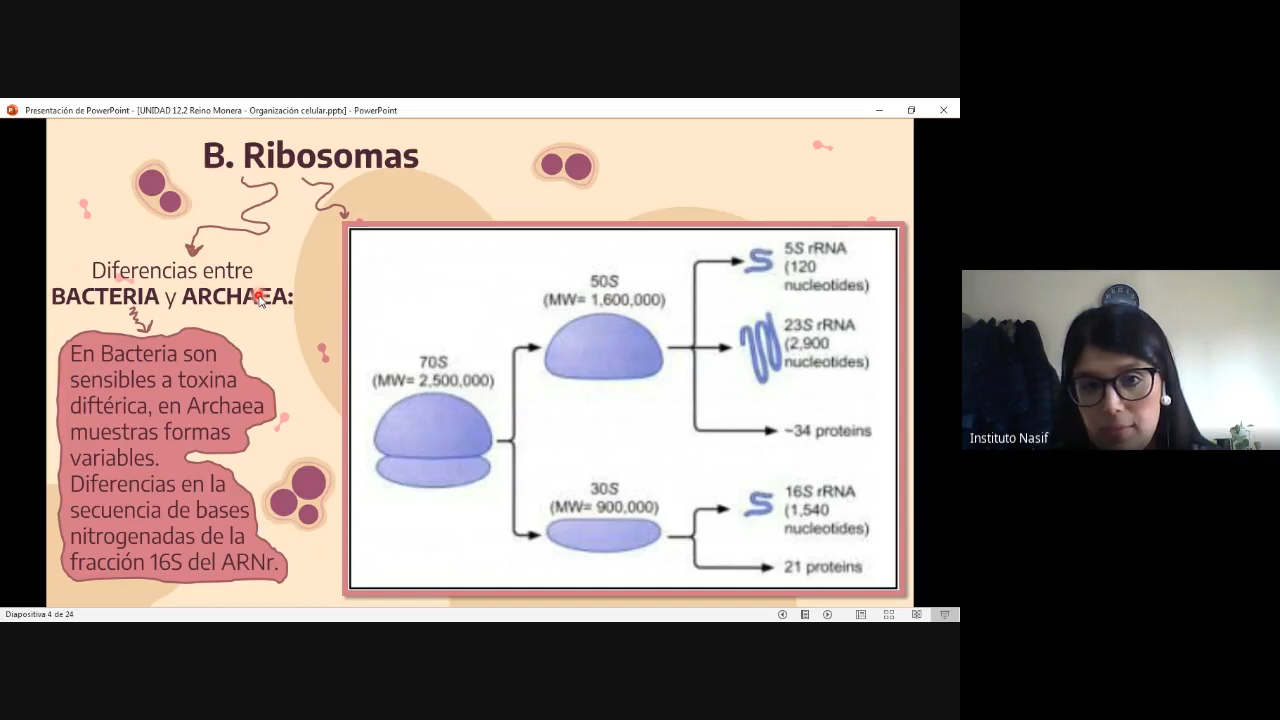 Presentación de PowerPoint - [UNIDAD 12.2 Reino Monera - Organización celular.pptx] - PowerPoint
B. Ribosomas
Diferencias entre
BACTERIA y ARCHAEA:
En Bacteria son
sensibles a toxina
diftérica, en Archaea
muestras formas
variables.
Diferencias en la
secuencia de bases
nitrogenadas de la
fracción 16S del ARNr.
70S
(MW= 2,500,000)
50S
(MW= 1,600,000)
30S
(MW= 900,000)
5S rRNA
(120
nucleotides)
23S rRNA
(2,900
nucleotides)
~34 proteins
16S rRNA
(1,540
nucleotides)
21 proteins
Instituto Nasif
Diapositiva 4 de 24